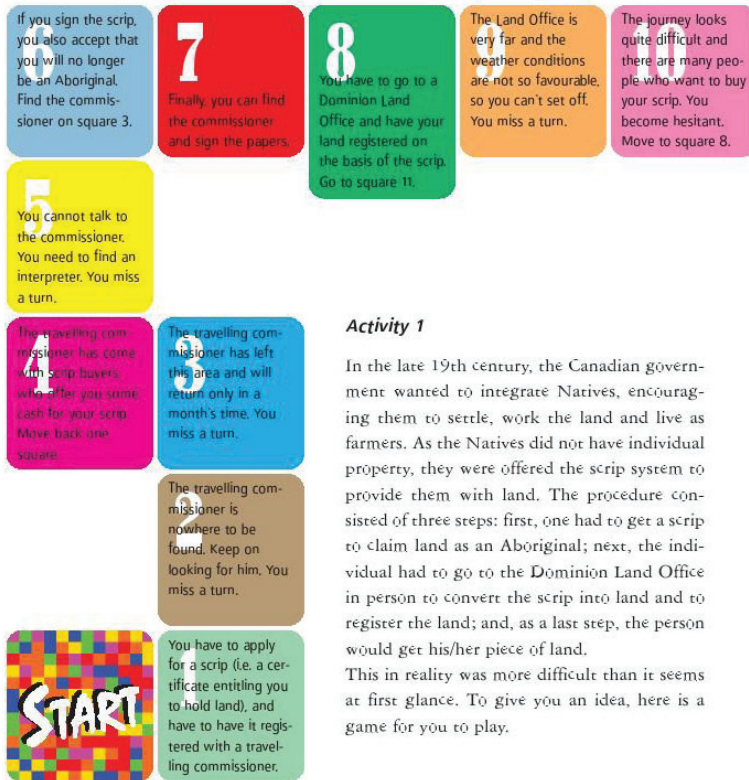 6
If you sign the scrip,
you also accept that
you will no longer
be an Aboriginal.
Find the commis-
sioner on square 3.
7
Finally, you can find
the commissioner
and sign the papers.
8
You have to go to a
Dominion Land
Office and have your
land registered on
the basis of the scrip.
Go to square 11.
9
The Land Office is
very far and the
weather conditions
are not so favourable,
so you can't set off.
You miss a turn.
10
The journey looks
quite difficult and
there are many peo-
ple who want to buy
your scrip. You
become hesitant.
Move to square 8.
5
You cannot talk to
the commissioner.
You need to find an
interpreter. You miss
a turn.
4
The travelling com-
missioner has come
with scrip buyers
who offer you some
cash for your scrip.
Move back one
square.
3
The travelling com-
missioner has left
this area and will
return only in a
month's time. You
miss a turn.
2
The travelling com-
missioner is
nowhere to be
found. Keep on
looking for him. You
miss a turn.
START
1
You have to apply
for a scrip (i.e. a cer-
tificate entitling you
to hold land), and
have to have it regis-
tered with a travel-
ling commissioner.
Activity 1
In the late 19th century, the Canadian govern-
ment wanted to integrate Natives, encourag-
ing them to settle, work the land and live as
farmers. As the Natives did not have individual
property, they were offered the scrip system to
provide them with land. The procedure con-
sisted of three steps: first, one had to get a scrip
to claim land as an Aboriginal; next, the indi-
vidual had to go to the Dominion Land Office
in person to convert the scrip into land and to
register the land; and, as a last step, the person
would get his/her piece of land.
This in reality was more difficult than it seems
at first glance. To give you an idea, here is a
game for you to play.